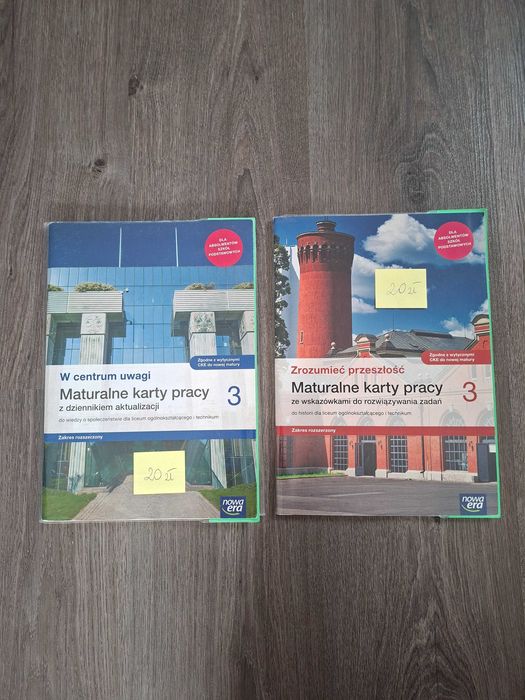 DLA
ABSOLWENTÓW
SZKÓŁ
PODSTAWOWYCH
Zgodne z wytycznymi
CKE do nowej matury
W centrum uwagi
Maturalne karty pracy
z dziennikiem aktualizacji
3
do wiedzy o społeczeństwie dla liceum ogólnokształcącego i technikum
Zakres rozszerzony
20 zł
nowa
era
DLA
ABSOLWENTÓW
SZKÓŁ
PODSTAWOWYCH
20 zł
Zgodne z wytycznymi
CKE do nowej matury
Zrozumieć przeszłość
Maturalne karty pracy
ze wskazówkami do rozwiązywania zadań
3
do historii dla liceum ogólnokształcącego i technikum
Zakres rozszerzony
nowa
era